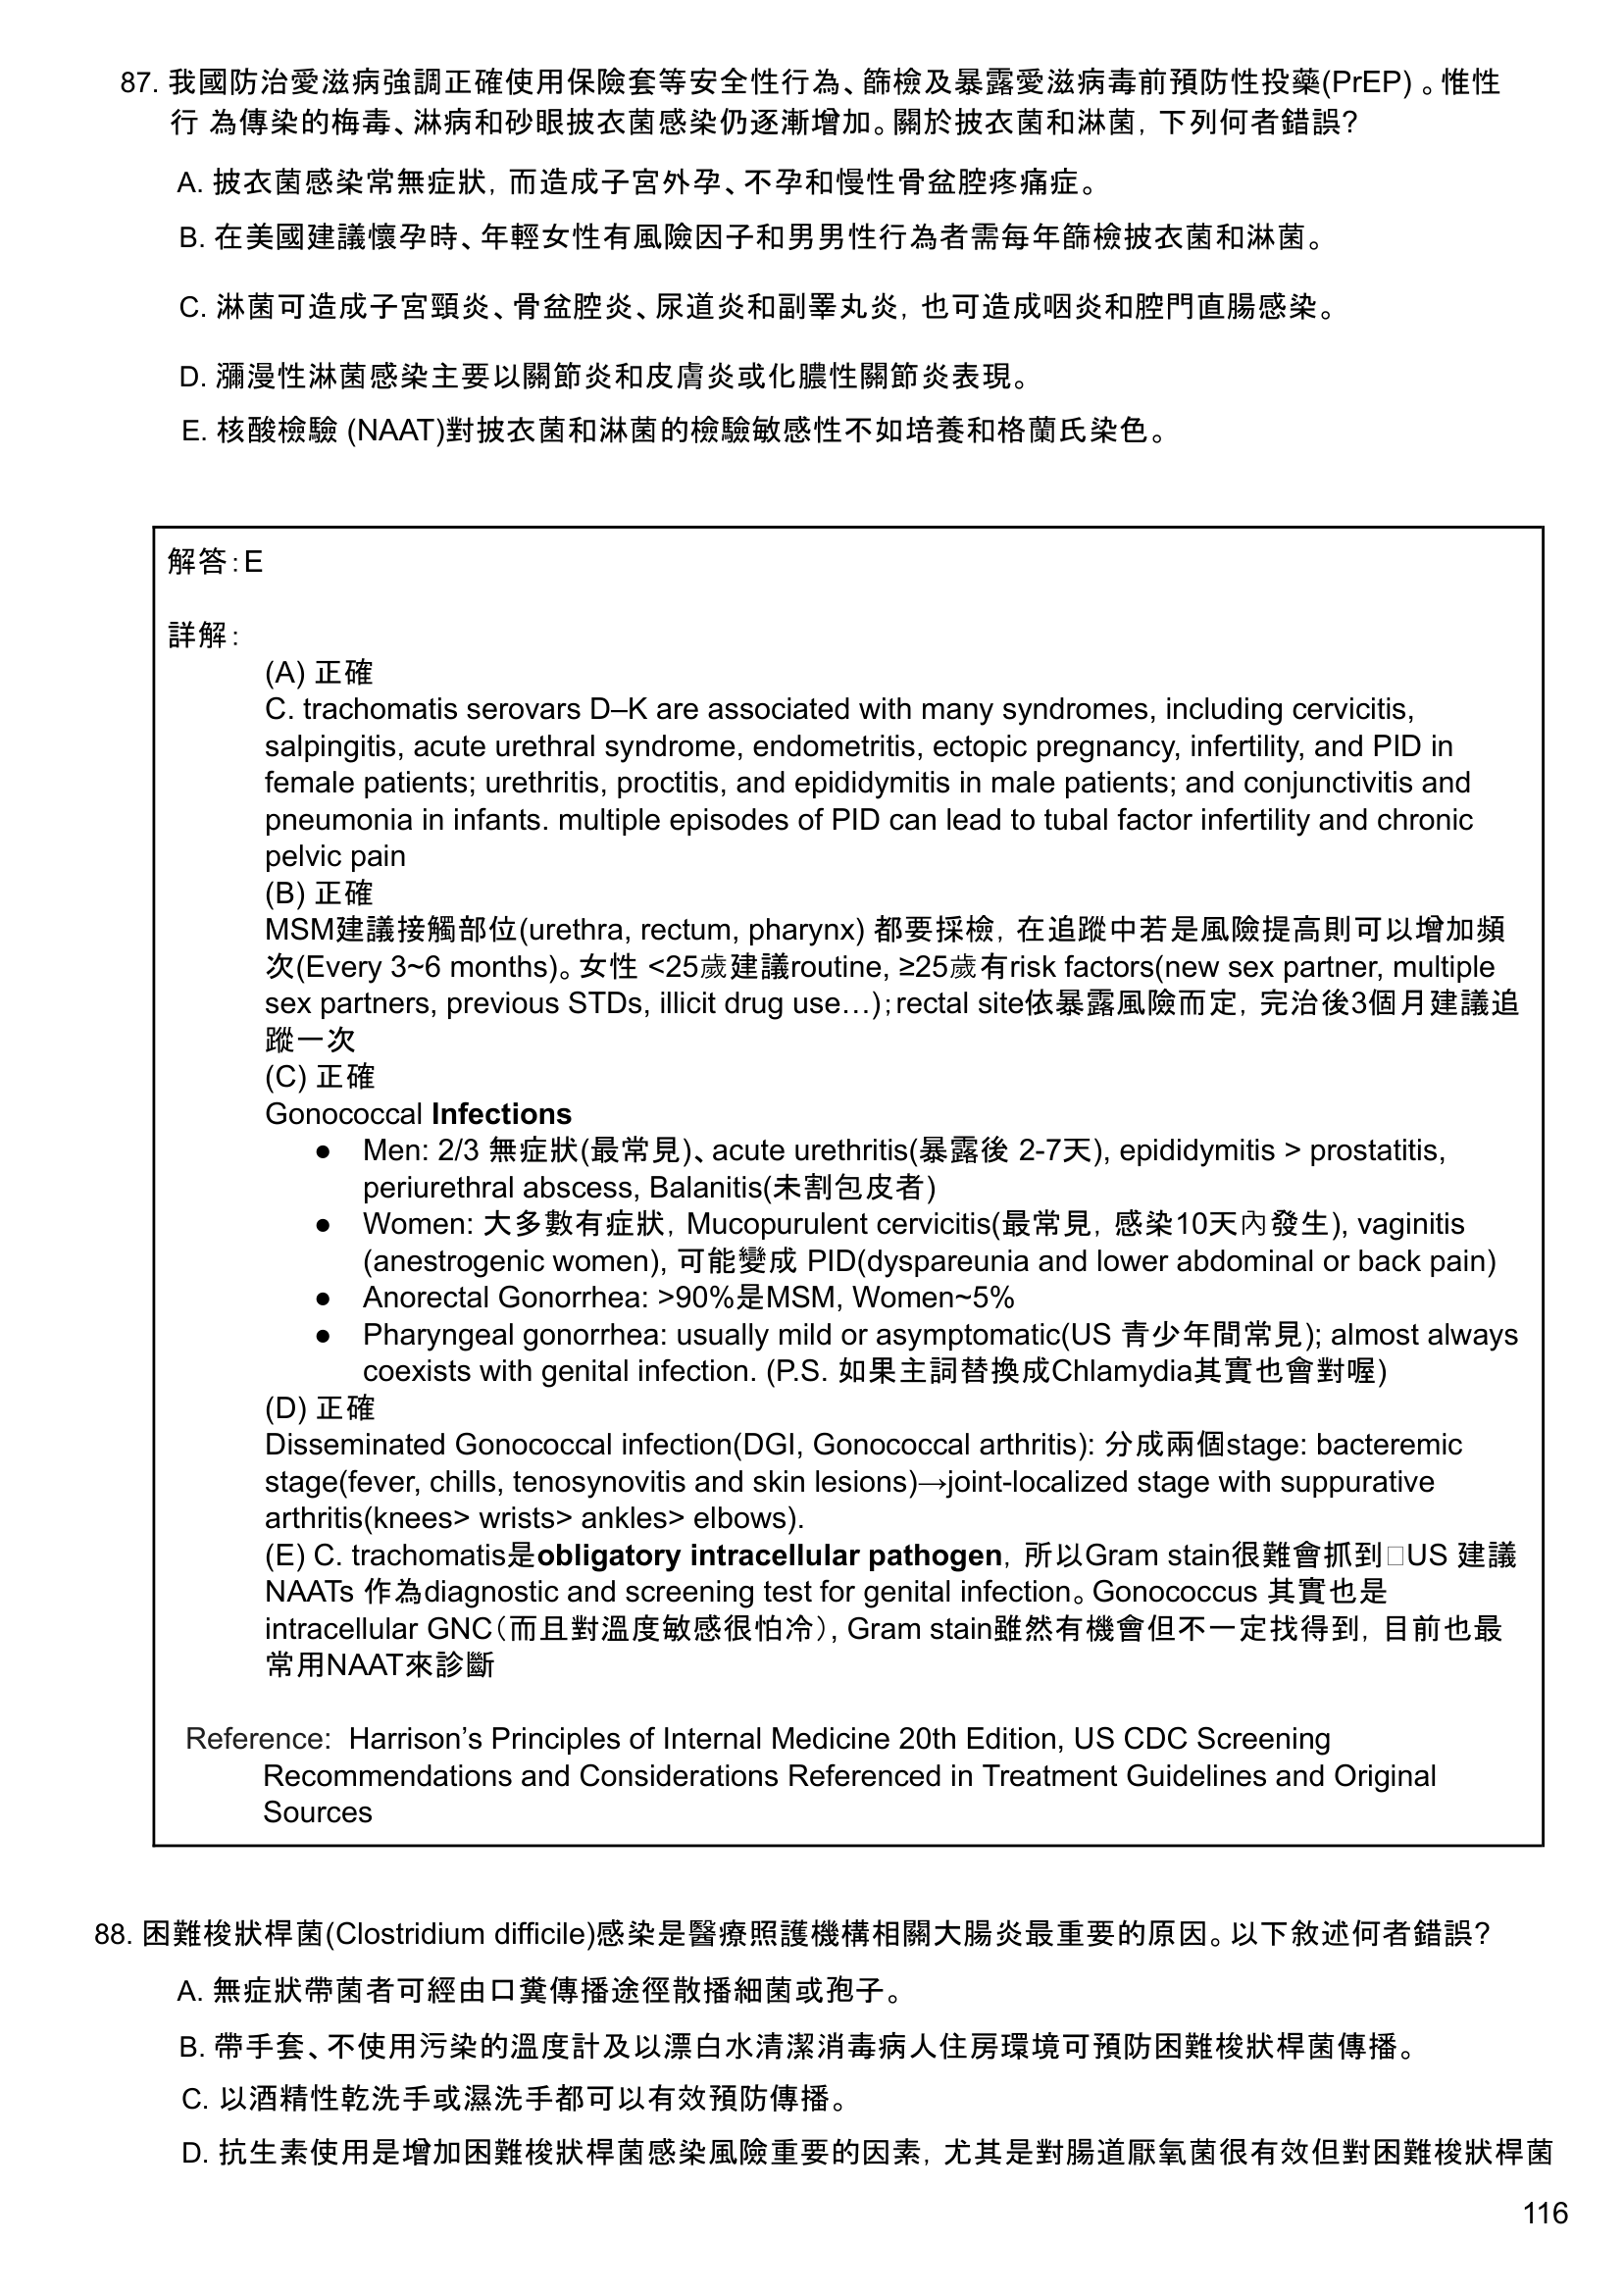 87. 我國防治愛滋病強調正確使用保險套等安全性行為、篩檢及暴露愛滋病毒前預防性投藥(PrEP) 。惟性
行 為傳染的梅毒、淋病和砂眼披衣菌感染仍逐漸增加。關於披衣菌和淋菌，下列何者錯誤?
A. 披衣菌感染常無症狀，而造成子宮外孕、不孕和慢性骨盆腔疼痛症。
B. 在美國建議懷孕時、年輕女性有風險因子和男男性行為者需每年篩檢披衣菌和淋菌。
C. 淋菌可造成子宮頸炎、骨盆腔炎、尿道炎和副睪丸炎，也可造成咽炎和腔門直腸感染。
D. 瀰漫性淋菌感染主要以關節炎和皮膚炎或化膿性關節炎表現。
E. 核酸檢驗 (NAAT)對披衣菌和淋菌的檢驗敏感性不如培養和格蘭氏染色。
解答：E
詳解：
(A) 正確
C. trachomatis serovars D–K are associated with many syndromes, including cervicitis,
salpingitis, acute urethral syndrome, endometritis, ectopic pregnancy, infertility, and PID in
female patients; urethritis, proctitis, and epididymitis in male patients; and conjunctivitis and
pneumonia in infants. multiple episodes of PID can lead to tubal factor infertility and chronic
pelvic pain
(B) 正確
MSM建議接觸部位(urethra, rectum, pharynx) 都要採檢，在追蹤中若是風險提高則可以增加頻
次(Every 3~6 months)。女性 <25歲建議routine, ≥25歲有risk factors(new sex partner, multiple
sex partners, previous STDs, illicit drug use…)；rectal site依暴露風險而定，完治後3個月建議追
蹤一次
(C) 正確
Gonococcal Infections
● Men: 2/3 無症狀(最常見)、acute urethritis(暴露後 2-7天), epididymitis > prostatitis,
periurethral abscess, Balanitis(未割包皮者)
● Women: 大多數有症狀，Mucopurulent cervicitis(最常見，感染10天內發生), vaginitis
(anestrogenic women), 可能變成 PID(dyspareunia and lower abdominal or back pain)
● Anorectal Gonorrhea: >90%是MSM, Women~5%
● Pharyngeal gonorrhea: usually mild or asymptomatic(US 青少年間常見); almost always
coexists with genital infection. (P.S. 如果主詞替換成Chlamydia其實也會對喔)
(D) 正確
Disseminated Gonococcal infection(DGI, Gonococcal arthritis): 分成兩個stage: bacteremic
stage(fever, chills, tenosynovitis and skin lesions)→joint-localized stage with suppurative
arthritis(knees> wrists> ankles> elbows).
(E) C. trachomatis是obligatory intracellular pathogen，所以Gram stain很難會抓到□US 建議
NAATs 作為diagnostic and screening test for genital infection。Gonococcus 其實也是
intracellular GNC（而且對溫度敏感很怕冷）, Gram stain雖然有機會但不一定找得到，目前也最
常用NAAT來診斷
Reference: Harrison’s Principles of Internal Medicine 20th Edition, US CDC Screening
Recommendations and Considerations Referenced in Treatment Guidelines and Original
Sources
88. 困難梭狀桿菌(Clostridium difficile)感染是醫療照護機構相關大腸炎最重要的原因。以下敘述何者錯誤?
A. 無症狀帶菌者可經由口糞傳播途徑散播細菌或孢子。
B. 帶手套、不使用污染的溫度計及以漂白水清潔消毒病人住房環境可預防困難梭狀桿菌傳播。
C. 以酒精性乾洗手或濕洗手都可以有效預防傳播。
D. 抗生素使用是增加困難梭狀桿菌感染風險重要的因素，尤其是對腸道厭氧菌很有效但對困難梭狀桿菌
116